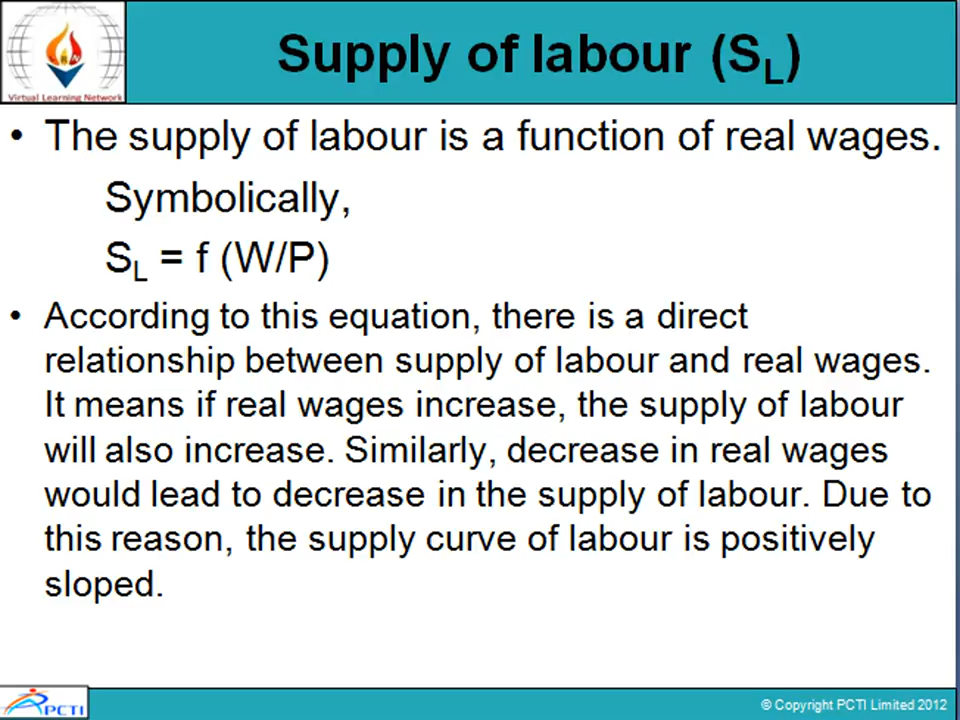 Supply of labour (SL)
Virtual Learning Network
• The supply of labour is a function of real wages.
Symbolically,
SL = f (W/P)
• According to this equation, there is a direct
relationship between supply of labour and real wages.
It means if real wages increase, the supply of labour
will also increase. Similarly, decrease in real wages
would lead to decrease in the supply of labour. Due to
this reason, the supply curve of labour is positively
sloped.
PCTI
© Copyright PCTI Limited 2012